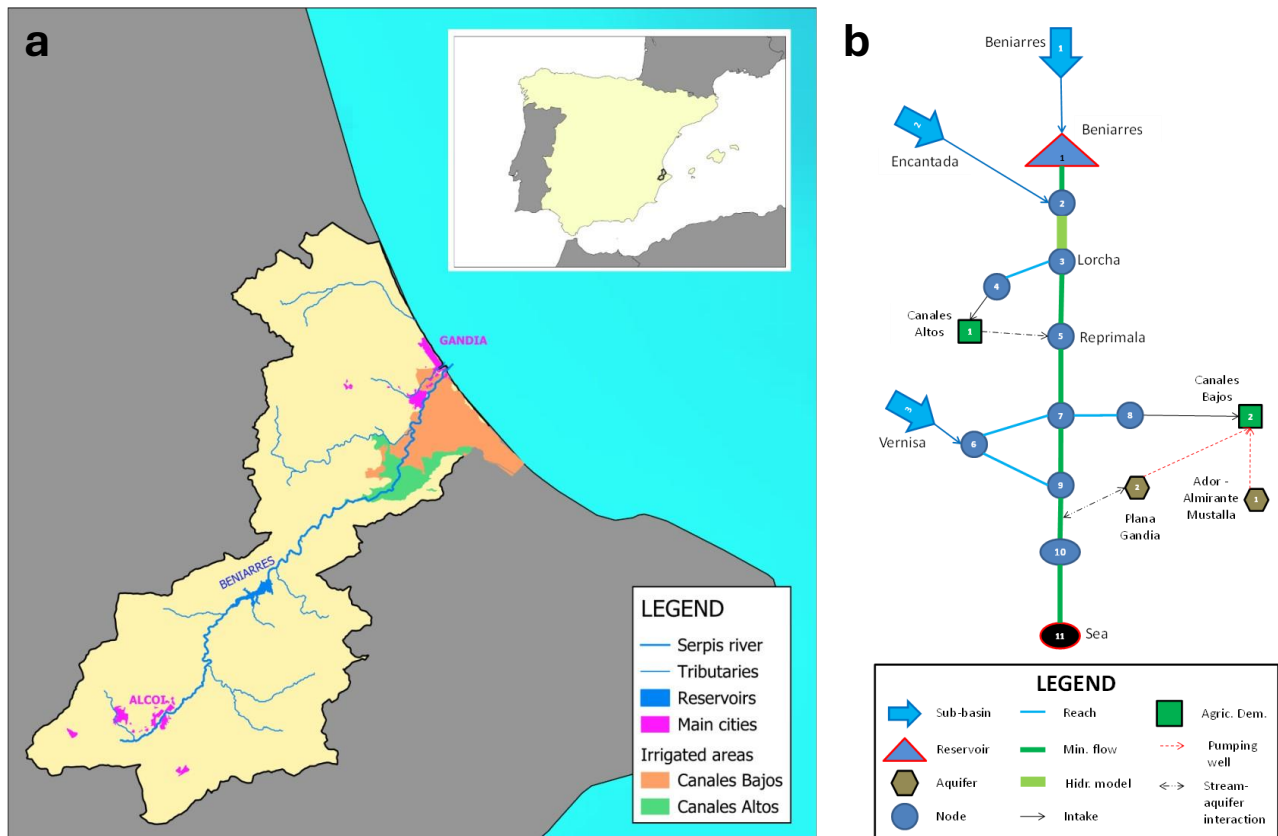 a
GANDIA
BENIARRES
ALCOI
LEGEND
Serpis river
Tributaries
Reservoirs
Main cities
Irrigated areas
Canales Bajos
Canales Altos
b
Beniarres
1
Beniarres
1
2
Encantada
2
3
Lorcha
4
Canales
Altos
1
5
Reprimala
Canales
Bajos
2
3
Vernisa
6
7
8
9
2
Plana
Gandia
Ador -
Almirante
Mustalla
1
10
11
Sea
LEGEND
Sub-basin
Reach
Agric. Dem.
Reservoir
Min. flow
Pumping
well
Aquifer
Hidr. model
Stream-
aquifer
interaction
Node
Intake